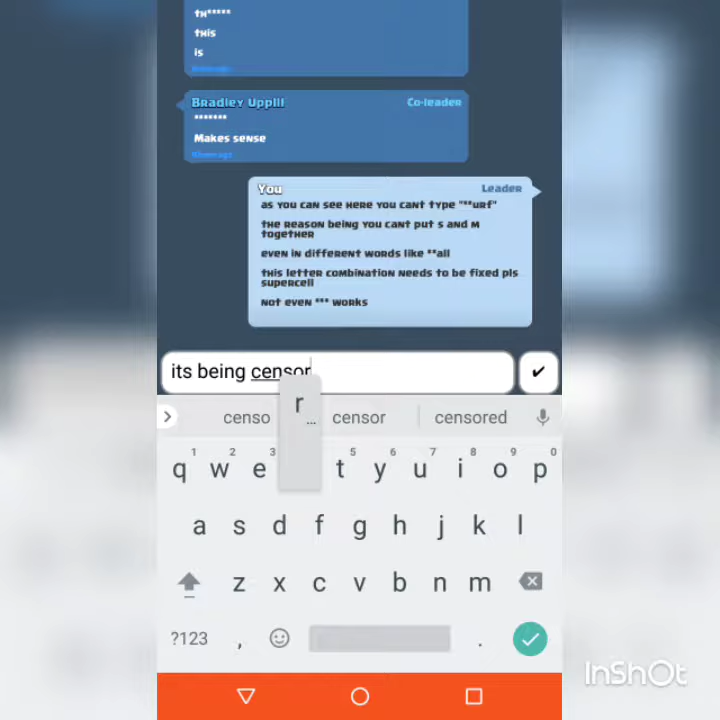 TH*****
THIS
is
Bradley Uppili Co-leader
*******
Makes sense
You Leader
as you can see here you cant type "**urf"
the reason being you cant put s and m
together
even in different words like **all
this letter combination needs to be fixed pls
supercell
not even *** works
its being censor
r
...
censo censor censored
1 2 3 5 6 7 8 9 0
q w e t y u i o p
a s d f g h j k l
z x c v b n m
?123 , .
InShOt